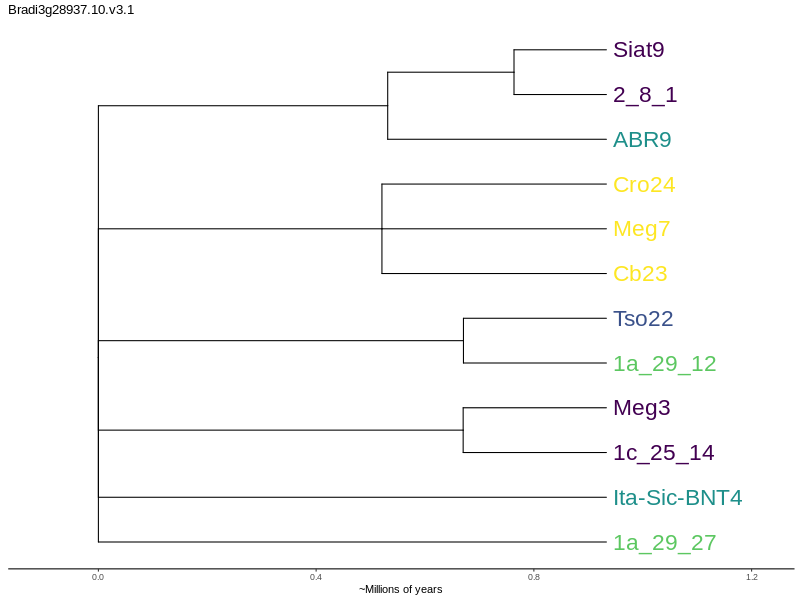 Bradi3g28937.10.v3.1
Siat9
2_8_1
ABR9
Cro24
Meg7
Cb23
Tso22
1a_29_12
Meg3
1c_25_14
Ita-Sic-BNT4
1a_29_27
0.0 0.4 0.8 1.2
~Millions of years